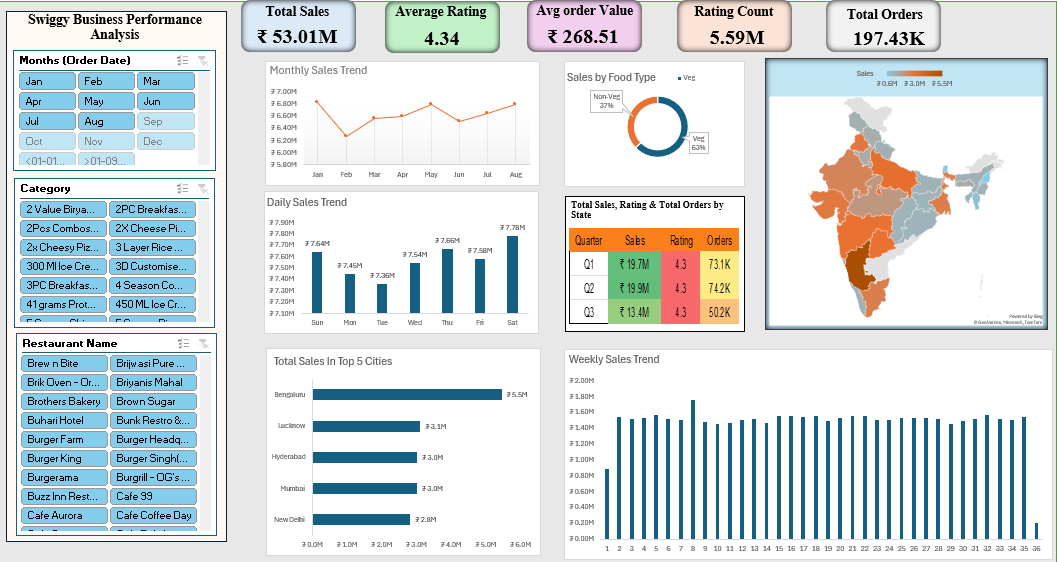 Swiggy Business Performance
Analysis
Total Sales
₹ 53.01M
Average Rating
4.34
Avg order Value
₹ 268.51
Rating Count
5.59M
Total Orders
197.43K
Months (Order Date)
Jan Feb Mar
Apr May Jun
Jul Aug Sep
Oct Nov Dec
<01-01... >01-09...
Category
2 Value Birya... 2PC Breakfas...
2Pcs Combos... 2X Cheese Pi...
2x Cheesy Piz... 3 Layer Rice ...
300 Ml Ice Cre... 3D Customise...
3PC Breakfas... 4 Season Co...
41 grams Prot... 450 ML Ice Cr...
Restaurant Name
Brew n Bite Brijwasi Pure ...
Brik Oven - Or... Briyanis Mahal
Brothers Bakery Brown Sugar
Buhari Hotel Bunk Restro &...
Burger Farm Burger Headq...
Burger King Burger Singh(...
Burgerama Burgrill - OG's ...
Buzz Inn Rest... Cafe 99
Cafe Aurora Cafe Coffee Day
Monthly Sales Trend
₹ 7.00M
₹ 6.80M
₹ 6.60M
₹ 6.40M
₹ 6.20M
₹ 6.00M
₹ 5.80M
Jan Feb Mar Apr May Jun Jul Aug
Sales by Food Type
Veg
Non-Veg
37%
Veg
63%
Sales
₹ 0.6M ₹ 3.0M ₹ 5.5M
Powered by Bing
© GeoNames, Microsoft, TomTom
Daily Sales Trend
₹ 7.90M
₹ 7.80M
₹ 7.70M
₹ 7.60M
₹ 7.50M
₹ 7.40M
₹ 7.30M
₹ 7.20M
₹ 7.10M
₹ 7.64M
₹ 7.45M
₹ 7.36M
₹ 7.54M
₹ 7.66M
₹ 7.58M
₹ 7.78M
Sun Mon Tue Wed Thu Fri Sat
Total Sales, Rating & Total Orders by
State
Quarter Sales Rating Orders
Q1 ₹ 19.7M 4.3 73.1K
Q2 ₹ 19.9M 4.3 74.2K
Q3 ₹ 13.4M 4.3 50.2K
Total Sales In Top 5 Cities
Bengaluru ₹ 5.5M
Lucknow ₹ 3.1M
Hyderabad ₹ 3.0M
Mumbai ₹ 3.0M
New Delhi ₹ 2.8M
₹ 0.0M ₹ 1.0M ₹ 2.0M ₹ 3.0M ₹ 4.0M ₹ 5.0M ₹ 6.0M
Weekly Sales Trend
₹ 2.00M
₹ 1.80M
₹ 1.60M
₹ 1.40M
₹ 1.20M
₹ 1.00M
₹ 0.80M
₹ 0.60M
₹ 0.40M
₹ 0.20M
₹ 0.00M
1 2 3 4 5 6 7 8 9 10 11 12 13 14 15 16 17 18 19 20 21 22 23 24 25 26 27 28 29 30 31 32 33 34 35 36